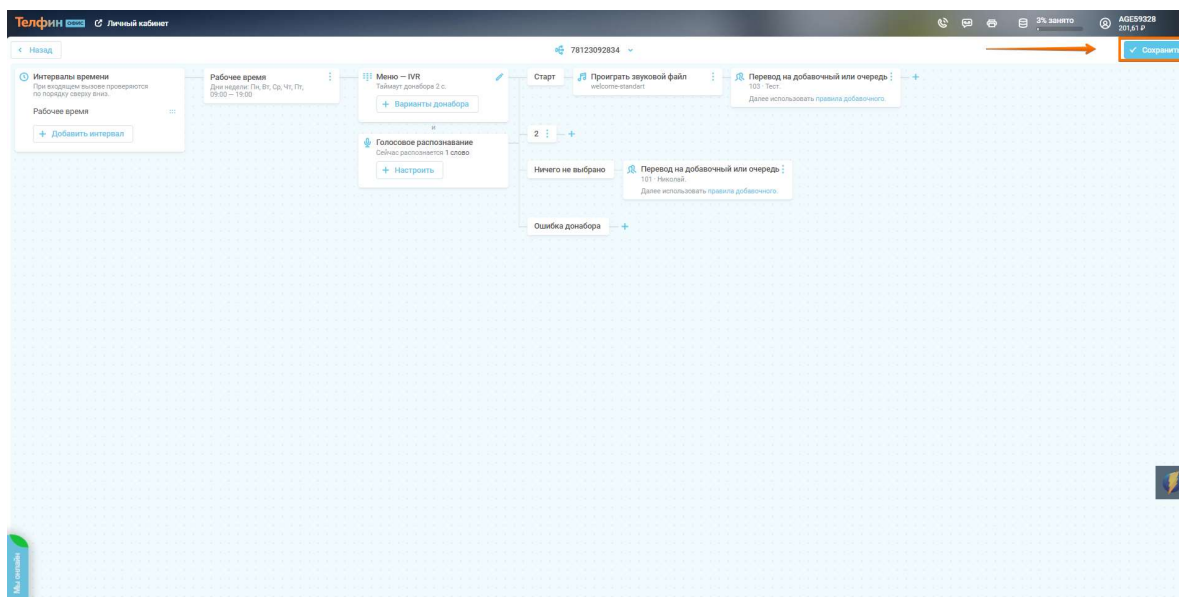 Телфин ОФИС Личный кабинет
3% занято
AGE59328
201,61 ₽
Назад
78123092834
Сохранить
Интервалы времени
При входящем вызове проверяются
по порядку сверху вниз.
Рабочее время
+ Добавить интервал
Рабочее время
Дни недели: Пн, Вт, Ср, Чт, Пт,
09:00 — 19:00
Меню — IVR
Таймаут донабора 2 с.
+ Варианты донабора
и
Голосовое распознавание
Сейчас распознается 1 слово
+ Настроить
Старт
Проиграть звуковой файл
welcome-standart
Перевод на добавочный или очередь
103 · Тест.
Далее использовать правила добавочного.
+
2
+
Ничего не выбрано
Перевод на добавочный или очередь
101 · Николай.
Далее использовать правила добавочного.
Ошибка донабора
+
Мы онлайн